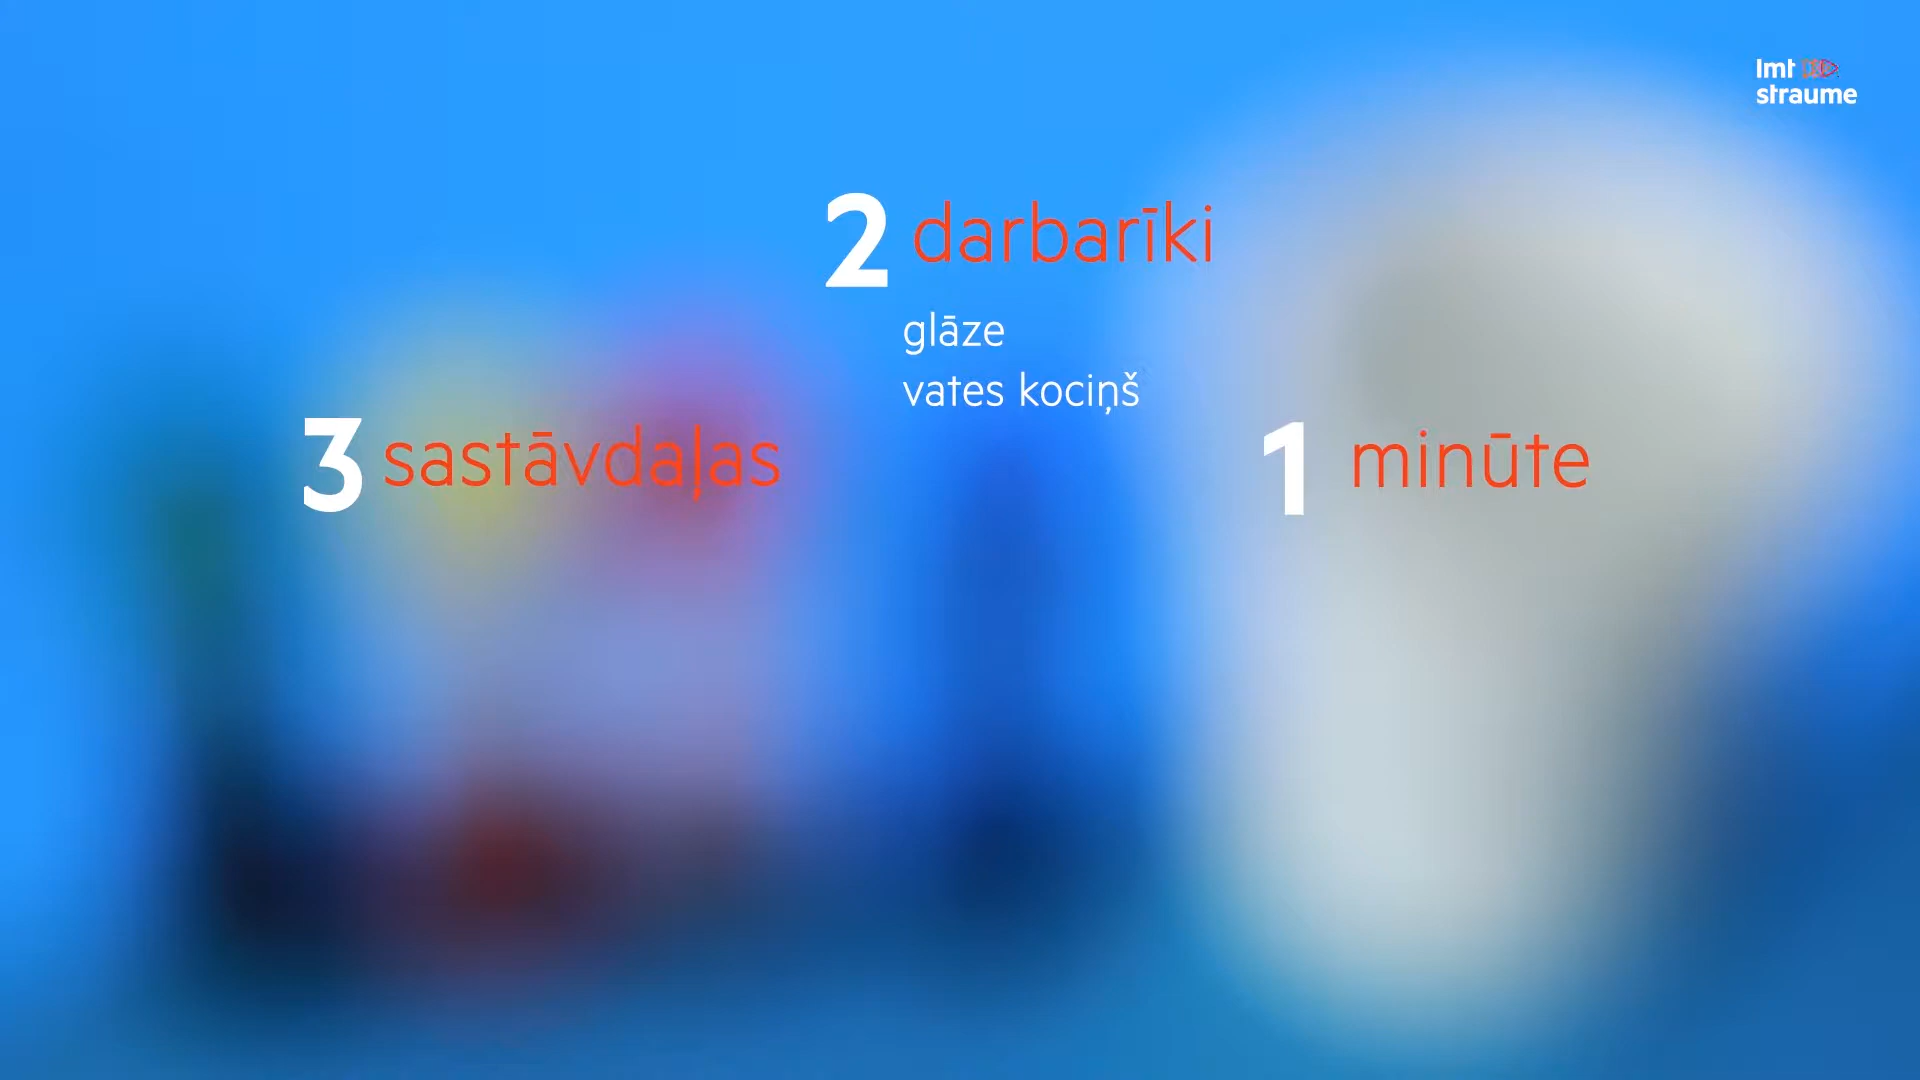 lmt
straume
2 darbarīki
glāze
vates kociņš
3 sastāvdaļas
1 minūte